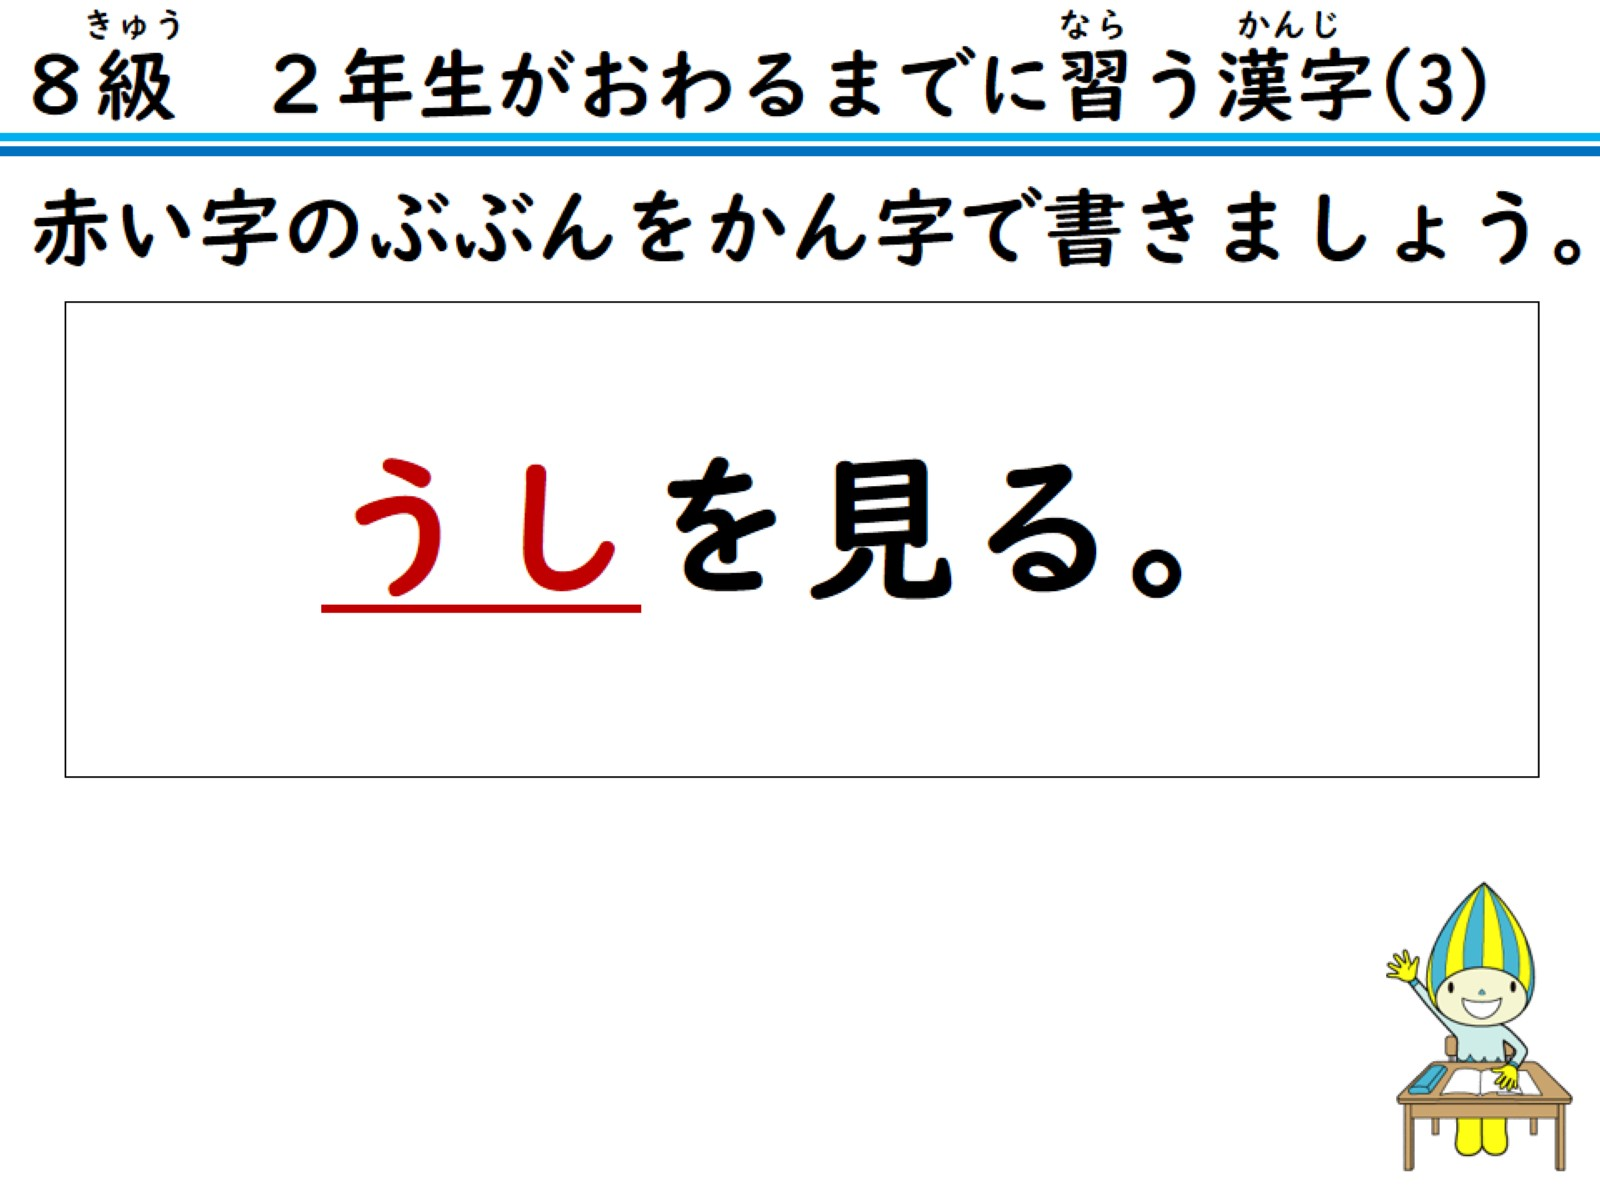 きゅう なら かんじ
８級　２年生がおわるまでに習う漢字(3)
赤い字のぶぶんをかん字で書きましょう。
うしを見る。